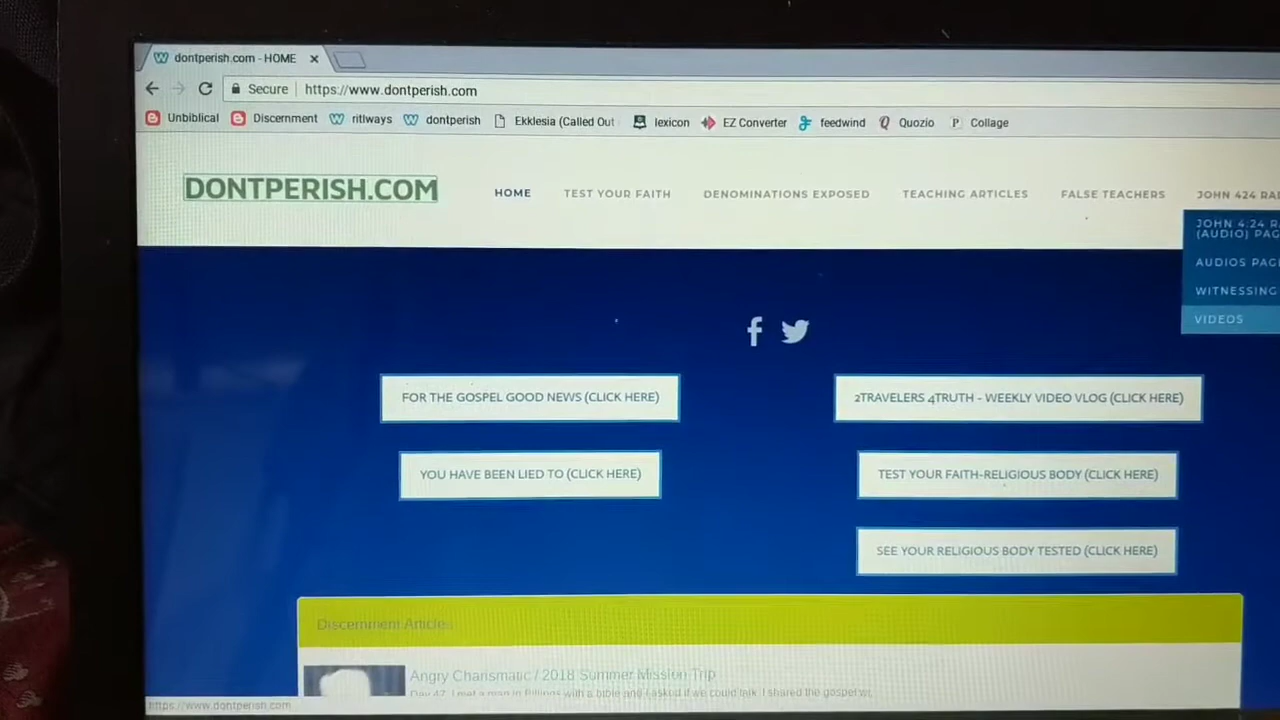 dontperish.com - HOME
Secure https://www.dontperish.com
Unbiblical Discernment ritlways dontperish Ekklesia (Called Out lexicon EZ Converter feedwind Quozio Collage
DONTPERISH.COM HOME TEST YOUR FAITH DENOMINATIONS EXPOSED TEACHING ARTICLES FALSE TEACHERS JOHN 424 RA
JOHN 4:24 R
(AUDIO) PAG
AUDIOS PAG
WITNESSING
VIDEOS
FOR THE GOSPEL GOOD NEWS (CLICK HERE) 2TRAVELERS 4TRUTH - WEEKLY VIDEO VLOG (CLICK HERE)
YOU HAVE BEEN LIED TO (CLICK HERE) TEST YOUR FAITH-RELIGIOUS BODY (CLICK HERE)
SEE YOUR RELIGIOUS BODY TESTED (CLICK HERE)
Discernment Articles
Angry Charismatic / 2018 Summer Mission Trip
Day 47, I met a man in Billings with a bible and I asked if we could talk. I shared the gospel wi
https://www.dontperish.com